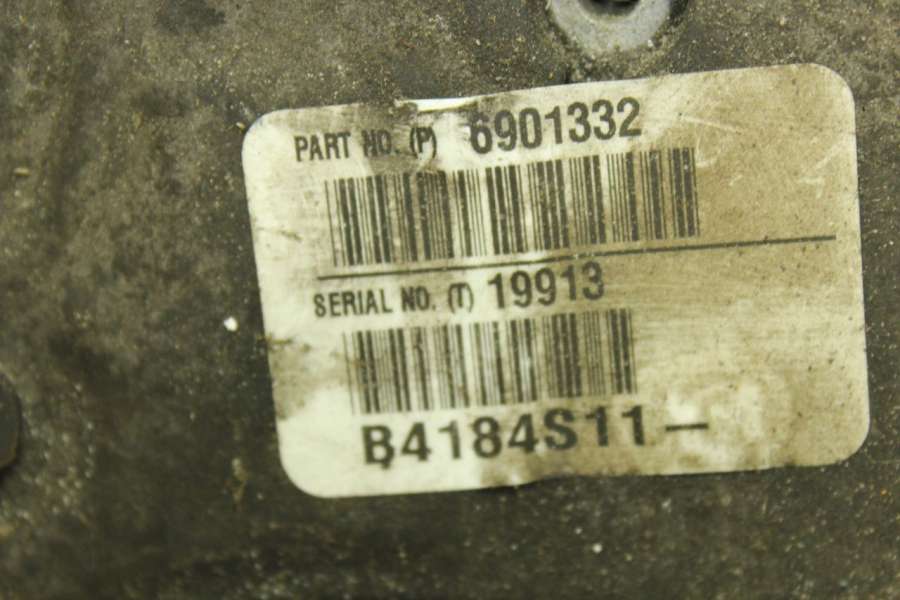 PART NO. (P) 6901332
SERIAL NO. (T) 19913
B4184S11 –